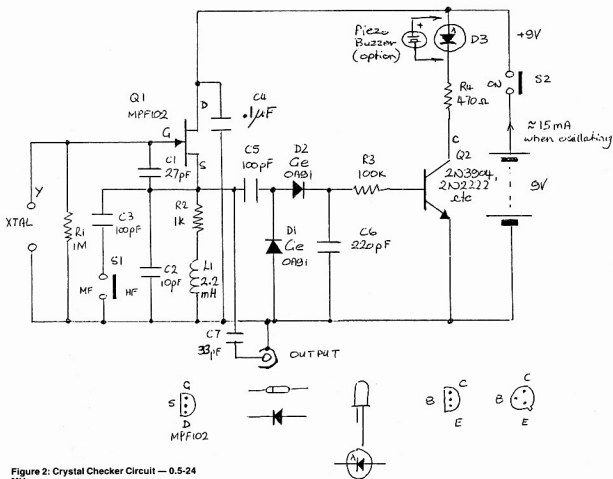 Piezo
Buzzer
(option)
+
D3
+9V
ON
S2
R4
470Ω
≈15mA
when oscillating
Q1
MPF102
D
C4
.1μF
G
S
C1
27pF
C5
100pF
D2
Ge
OA91
R3
100K
C
Q2
2N3904,
2N2222
etc
9V
Y
XTAL
R1
1M
C3
100pF
S1
MF
HF
C2
10pF
R2
1K
L1
2.2
mH
D1
Ge
OA91
C6
220pF
C7
33pF
OUTPUT
G
S
D
MPF102
C
B
E
C
B
E
Figure 2: Crystal Checker Circuit — 0.5-24